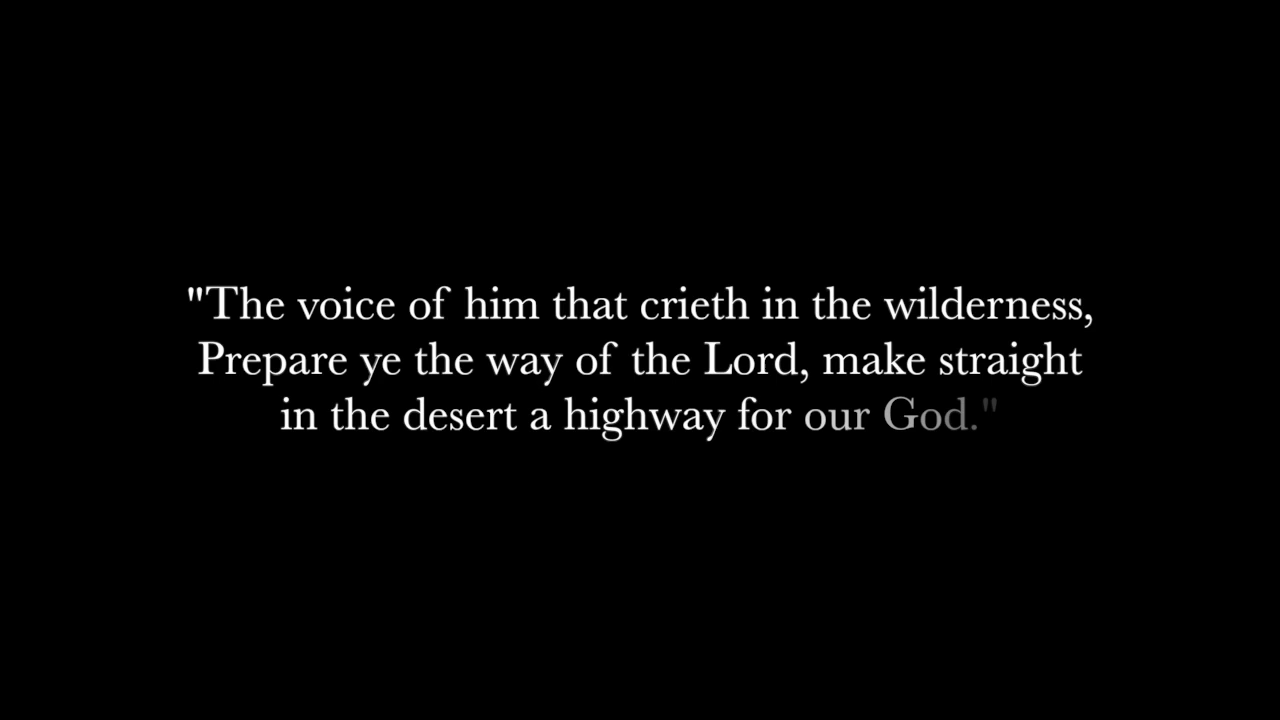 "The voice of him that crieth in the wilderness,
Prepare ye the way of the Lord, make straight
in the desert a highway for our God."